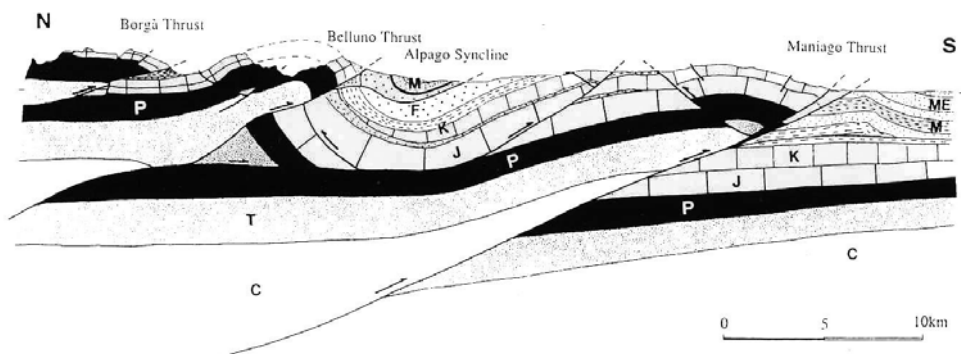 N
Borgà Thrust
Belluno Thrust
Alpago Syncline
Maniago Thrust
S
M
F
K
J
P
P
T
C
ME
M
K
J
P
C
0 5 10km